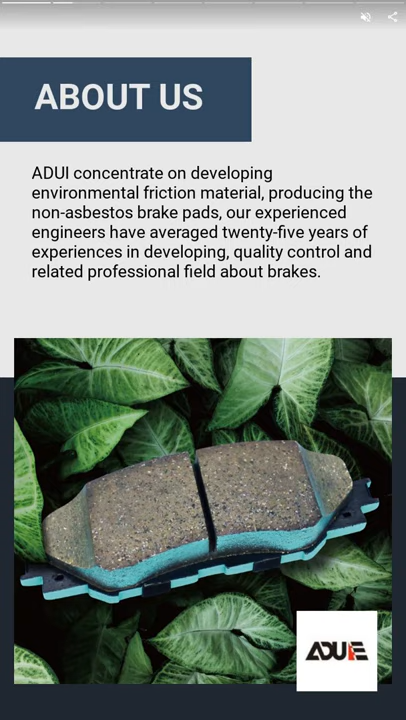 ABOUT US
ADUI concentrate on developing
environmental friction material, producing the
non-asbestos brake pads, our experienced
engineers have averaged twenty-five years of
experiences in developing, quality control and
related professional field about brakes.
ADUIE